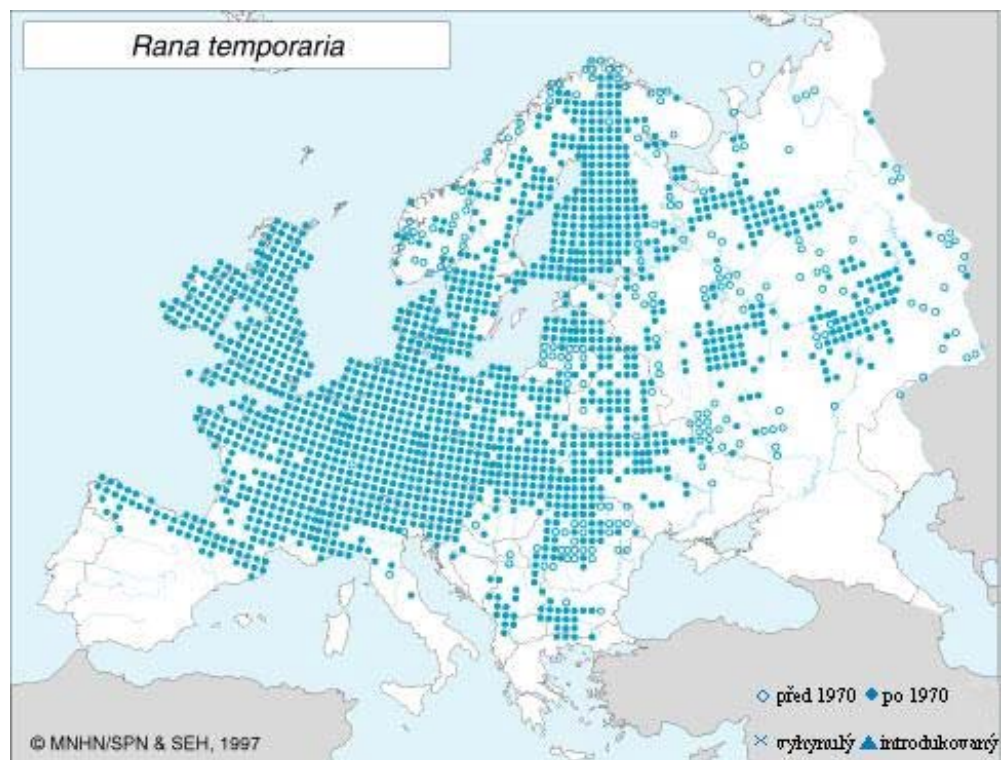 Rana temporaria
před 1970 po 1970
vyhynulý introdukovaný
© MNHN/SPN & SEH, 1997